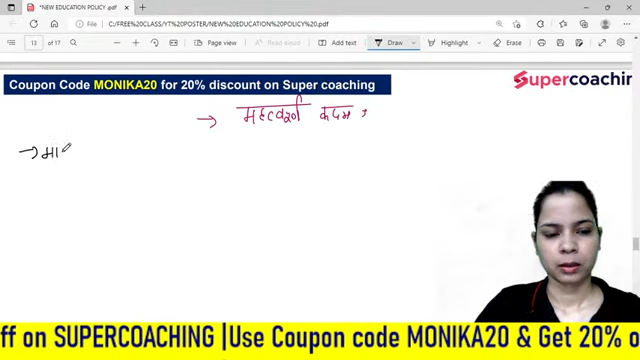 *NEW EDUCATION POLICY .pdf
C:/FREE%20CLASS/YT%20POSTER/NEW%20EDUCATION%20POLICY%20.pdf
13 of 17
Page view
Read aloud
Add text
Draw
Highlight
Erase
Coupon Code MONIKA20 for 20% discount on Super coaching
Supercoaching
→ महत्वपूर्ण कदम :
→ मा
ff on SUPERCOACHING |Use Coupon code MONIKA20 & Get 20% o